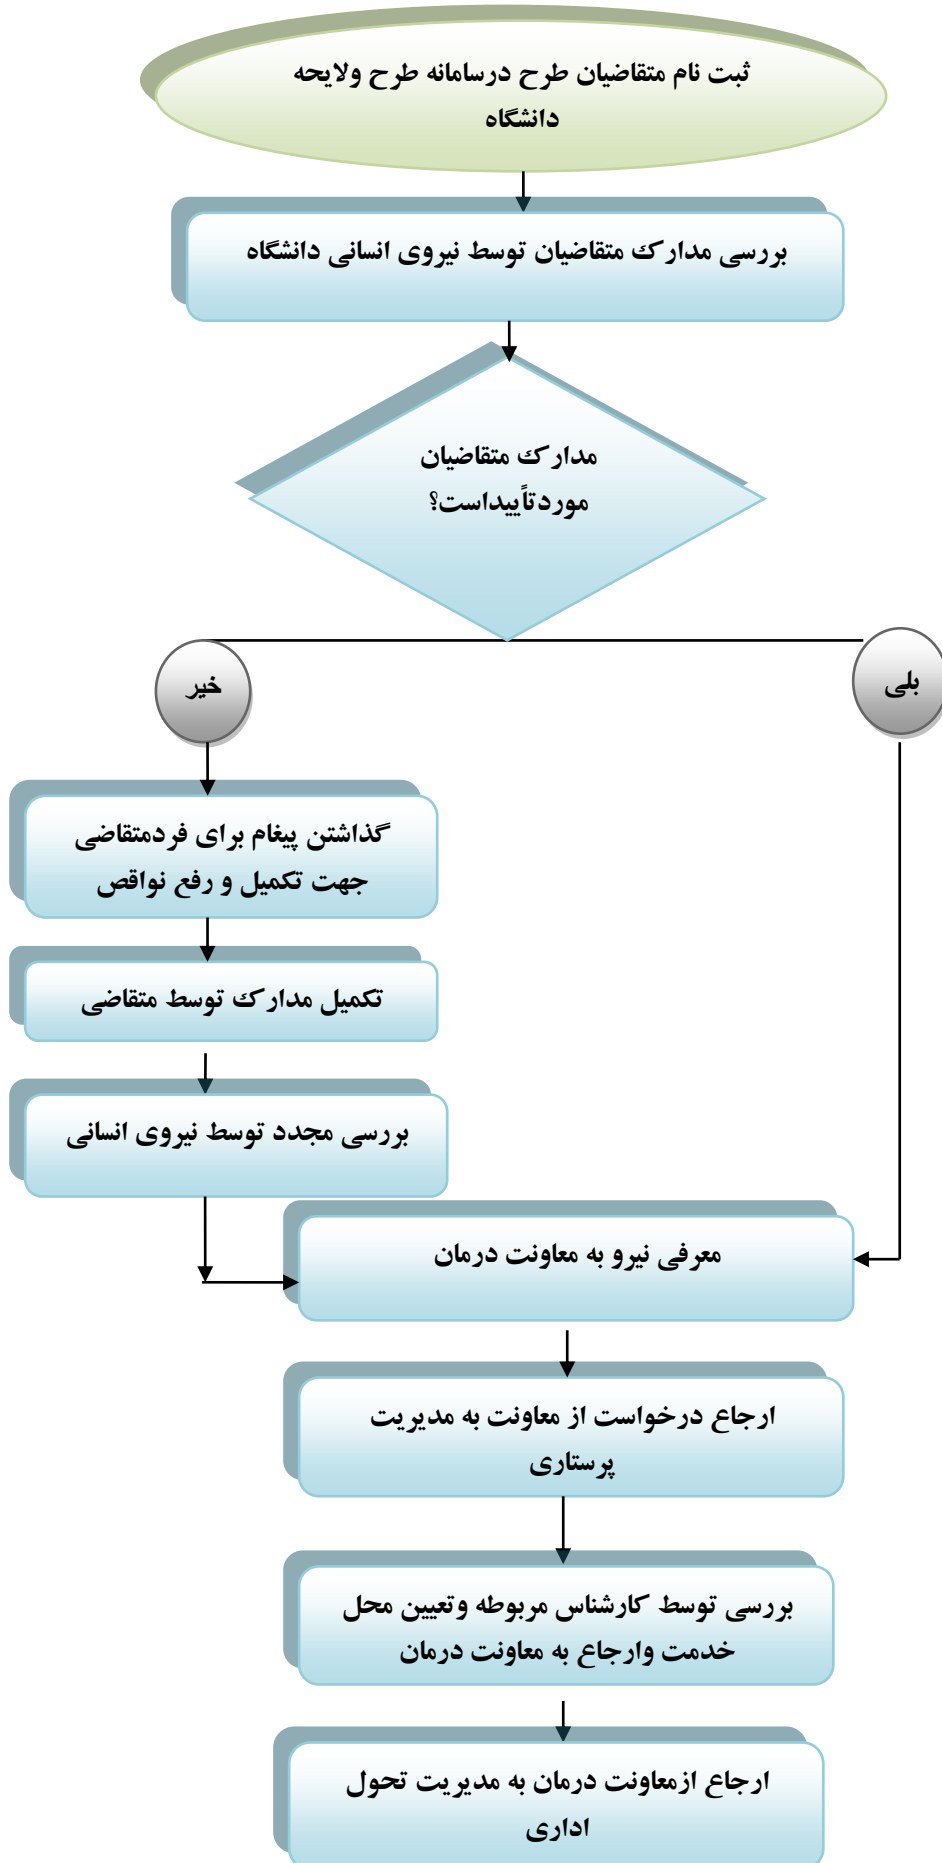 ثبت نام متقاضیان طرح درسامانه طرح ولایحه
دانشگاه
بررسی مدارک متقاضیان توسط نیروی انسانی دانشگاه
مدارک متقاضیان
موردتأییداست؟
بلی
خیر
گذاشتن پیغام برای فردمتقاضی
جهت تکمیل و رفع نواقص
تکمیل مدارک توسط متقاضی
بررسی مجدد توسط نیروی انسانی
معرفی نیرو به معاونت درمان
ارجاع درخواست از معاونت به مدیریت
پرستاری
بررسی توسط کارشناس مربوطه وتعیین محل
خدمت وارجاع به معاونت درمان
ارجاع ازمعاونت درمان به مدیریت تحول
اداری